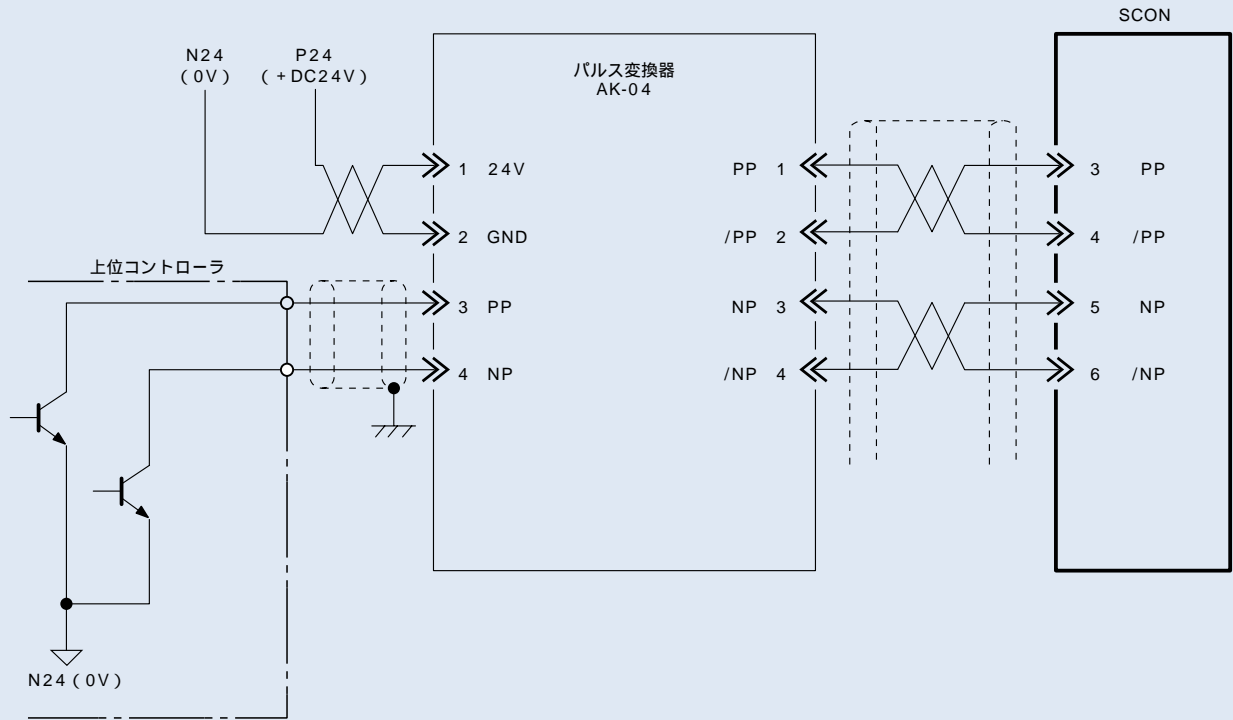 SCON
N24
(0V)
P24
(+DC24V)
パルス変換器
AK-04
1 24V
2 GND
3 PP
4 NP
PP 1
/PP 2
NP 3
/NP 4
3 PP
4 /PP
5 NP
6 /NP
上位コントローラ
N24(0V)